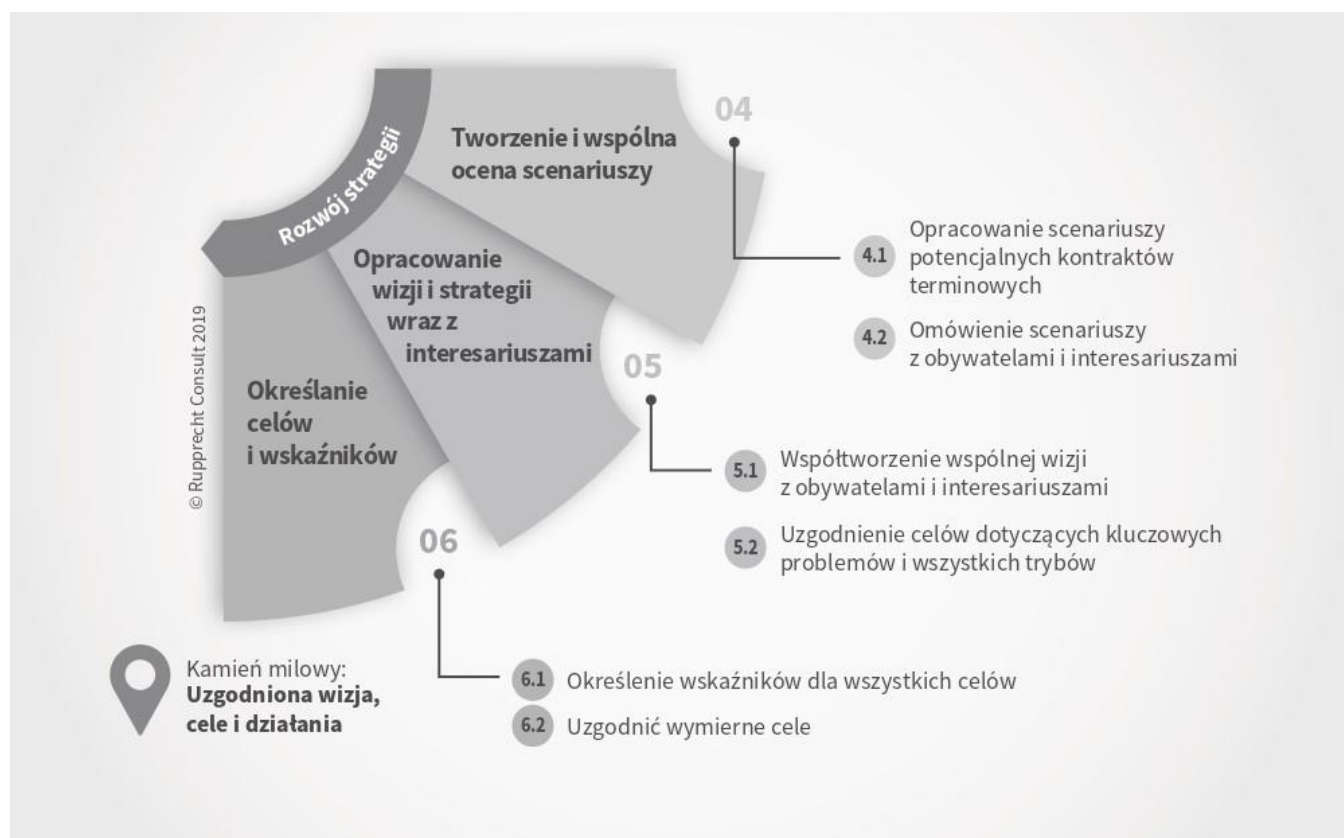 Rozwój strategii
Tworzenie i wspólna
ocena scenariuszy
04
4.1
Opracowanie scenariuszy
potencjalnych kontraktów
terminowych
4.2
Omówienie scenariuszy
z obywatelami i interesariuszami
Opracowanie
wizji i strategii
wraz z
interesariuszami
05
5.1
Współtworzenie wspólnej wizji
z obywatelami i interesariuszami
5.2
Uzgodnienie celów dotyczących kluczowych
problemów i wszystkich trybów
Określanie
celów
i wskaźników
06
6.1
Określenie wskaźników dla wszystkich celów
6.2
Uzgodnić wymierne cele
Kamień milowy:
Uzgodniona wizja,
cele i działania
© Rupprecht Consult 2019